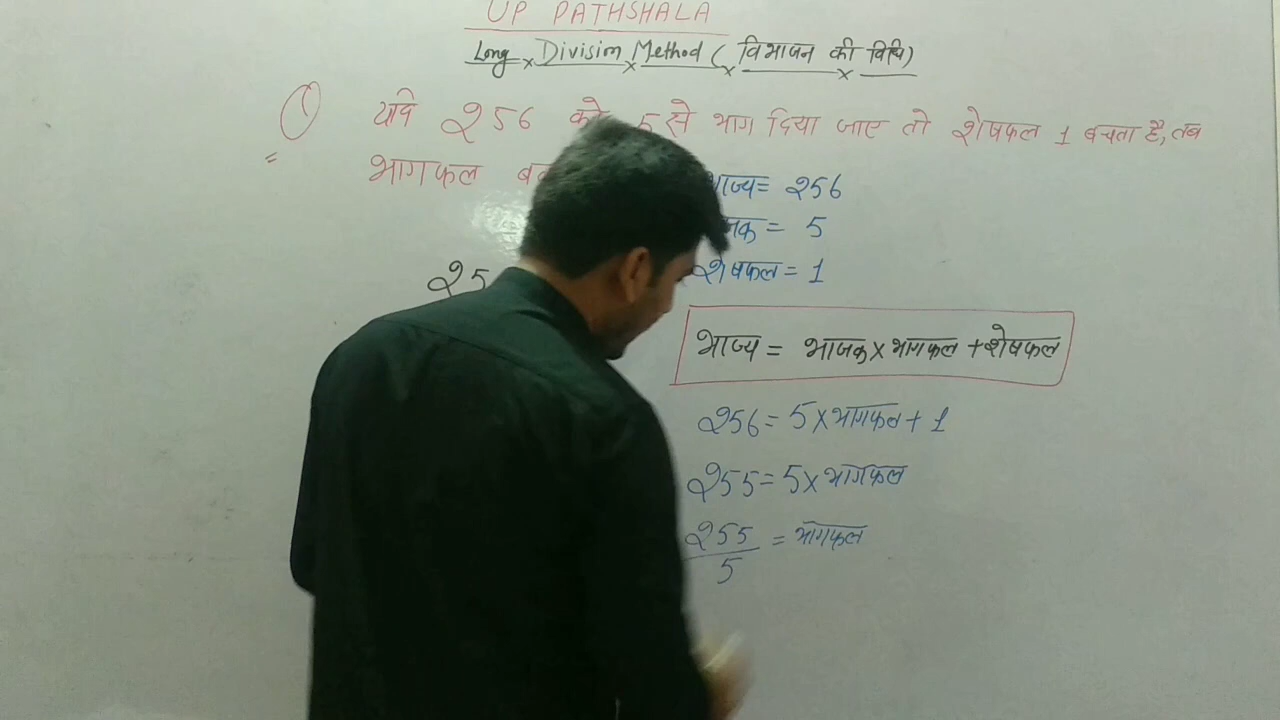 UP PATHSHALA
Long Division Method ( विभाजन की विधि)
Q यदि 256 को 5 से भाग दिया जाए तो शेषफल 1 बचता है, तब
भागफल
भाज्य = 256
= 5
शेषफल = 1
25
भाज्य = भाजक × भागफल + शेषफल
256 = 5 × भागफल + 1
255 = 5 × भागफल
255/5 = भागफल